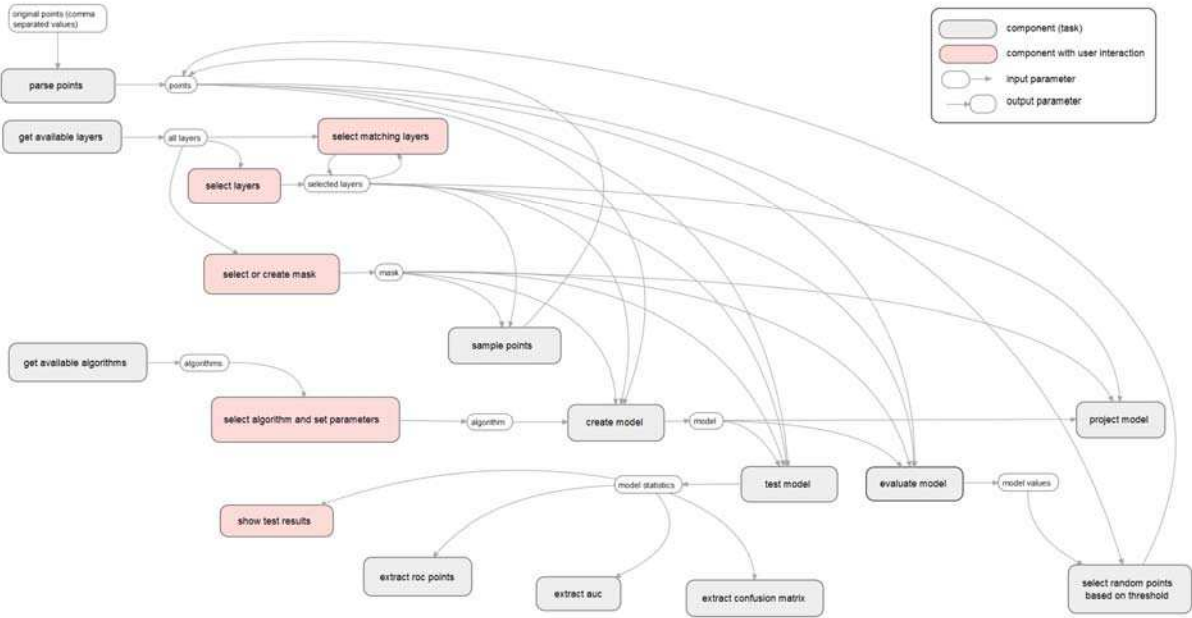 original points (comma
separated values)
component (task)
component with user interaction
input parameter
output parameter
parse points
points
get available layers
all layers
select matching layers
select layers
selected layers
select or create mask
mask
sample points
get available algorithms
algorithms
select algorithm and set parameters
algorithm
create model
model
project model
model statistics
test model
evaluate model
model values
show test results
extract roc points
extract auc
extract confusion matrix
select random points
based on threshold